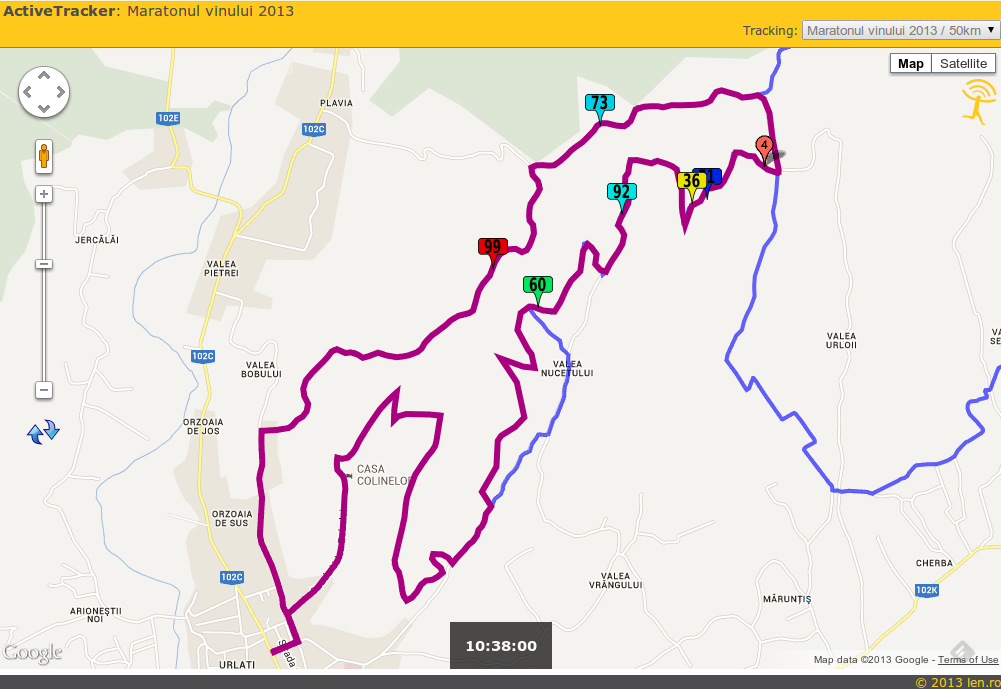 ActiveTracker: Maratonul vinului 2013
Tracking: Maratonul vinului 2013 / 50km
Map Satellite
73
PLAVIA
102E
102C
4
36
92
JERCĂLĂI
99
VALEA
PIETREI
60
102C
VALEA
BOBULUI
VALEA
NUCETULUI
VALEA
URLOII
ORZOAIA
DE JOS
CASA
COLINELOR
ORZOAIA
DE SUS
102C
VALEA
VRÂNGULUI
CHERBA
102K
MĂRUNȚIȘ
ARIONEȘTII
NOI
10:38:00
Google
URLATI
Map data ©2013 Google - Terms of Use
© 2013 len.ro